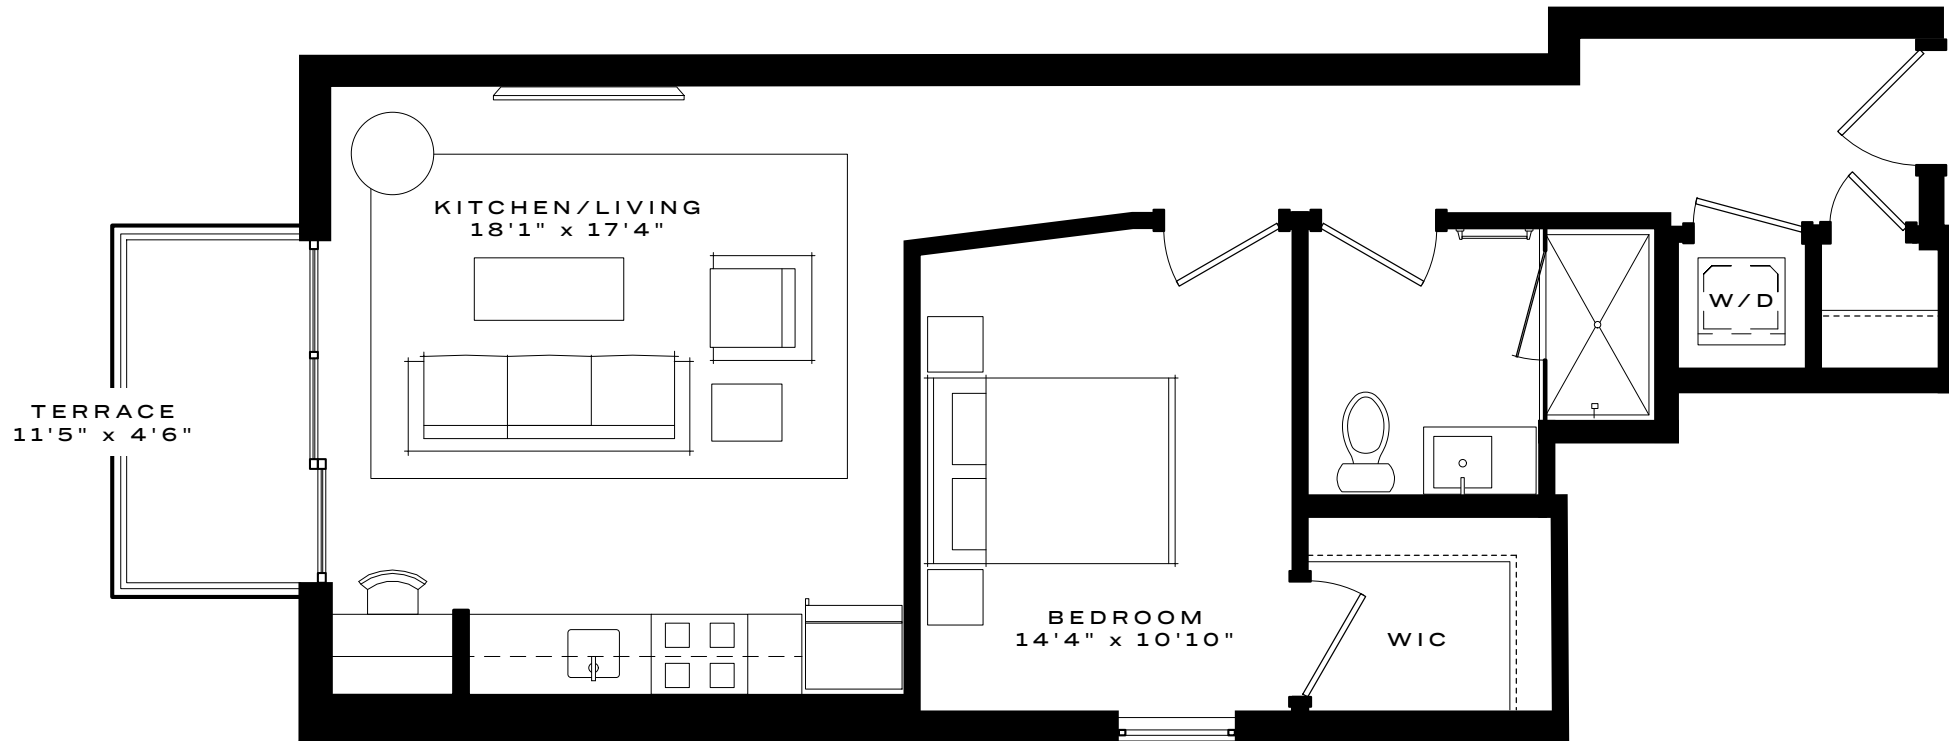 KITCHEN/LIVING
18'1" x 17'4"
W/D
TERRACE
11'5" x 4'6"
BEDROOM
14'4" x 10'10"
WIC